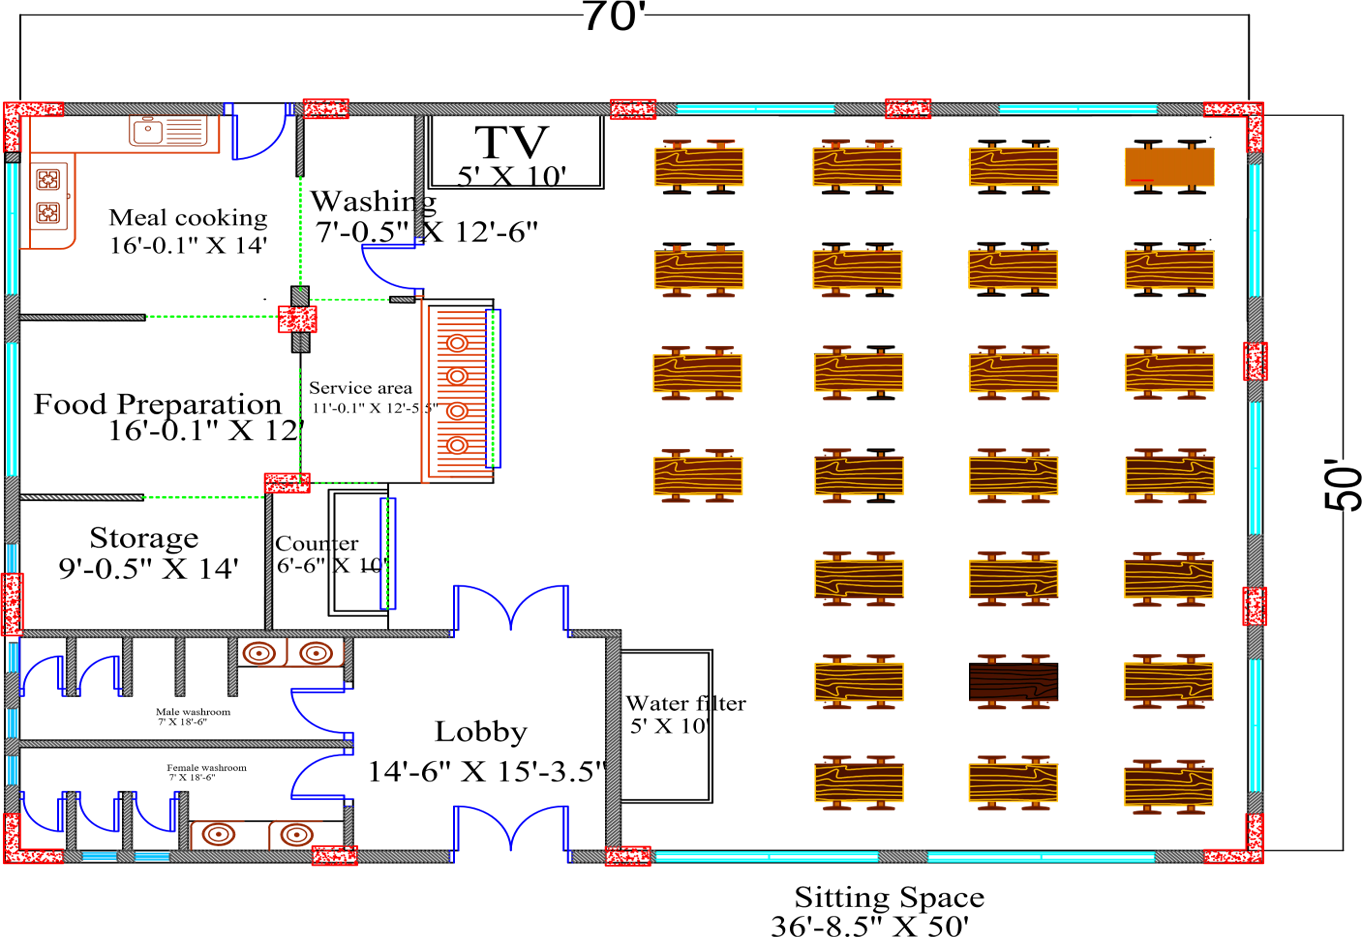 70'
TV
5' X 10'
Washing
7'-0.5" X 12'-6"
Meal cooking
16'-0.1" X 14'
Service area
11'-0.1" X 12'-5.5"
Food Preparation
16'-0.1" X 12'
50'
Storage
9'-0.5" X 14'
Counter
6'-6" X 10'
Male washroom
7' X 18'-6"
Water filter
5' X 10'
Lobby
14'-6" X 15'-3.5"
Female washroom
7' X 18'-6"
Sitting Space
36'-8.5" X 50'